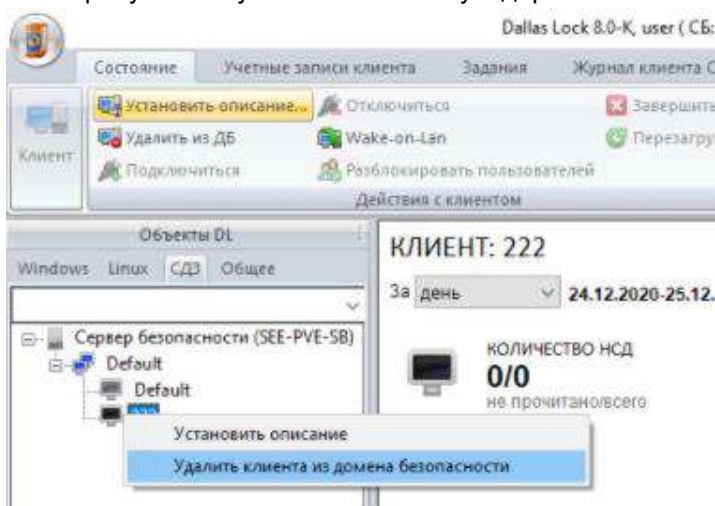 Dallas Lock 8.0-K, user ( СБ:
Состояние Учетные записи клиента Задания Журнал клиента С
Клиент
Установить описание... Отключиться Завершить
Удалить из ДБ Wake-on-Lan Перезагру
Подключиться Разблокировать пользователей
Действия с клиентом
Объекты DL
Windows Linux СДЗ Общее
Сервер безопасности (SEE-PVE-SB)
Default
Default
222
Установить описание
Удалить клиента из домена безопасности
КЛИЕНТ: 222
За день 24.12.2020-25.12.
КОЛИЧЕСТВО НСД
0/0
не прочитано/всего